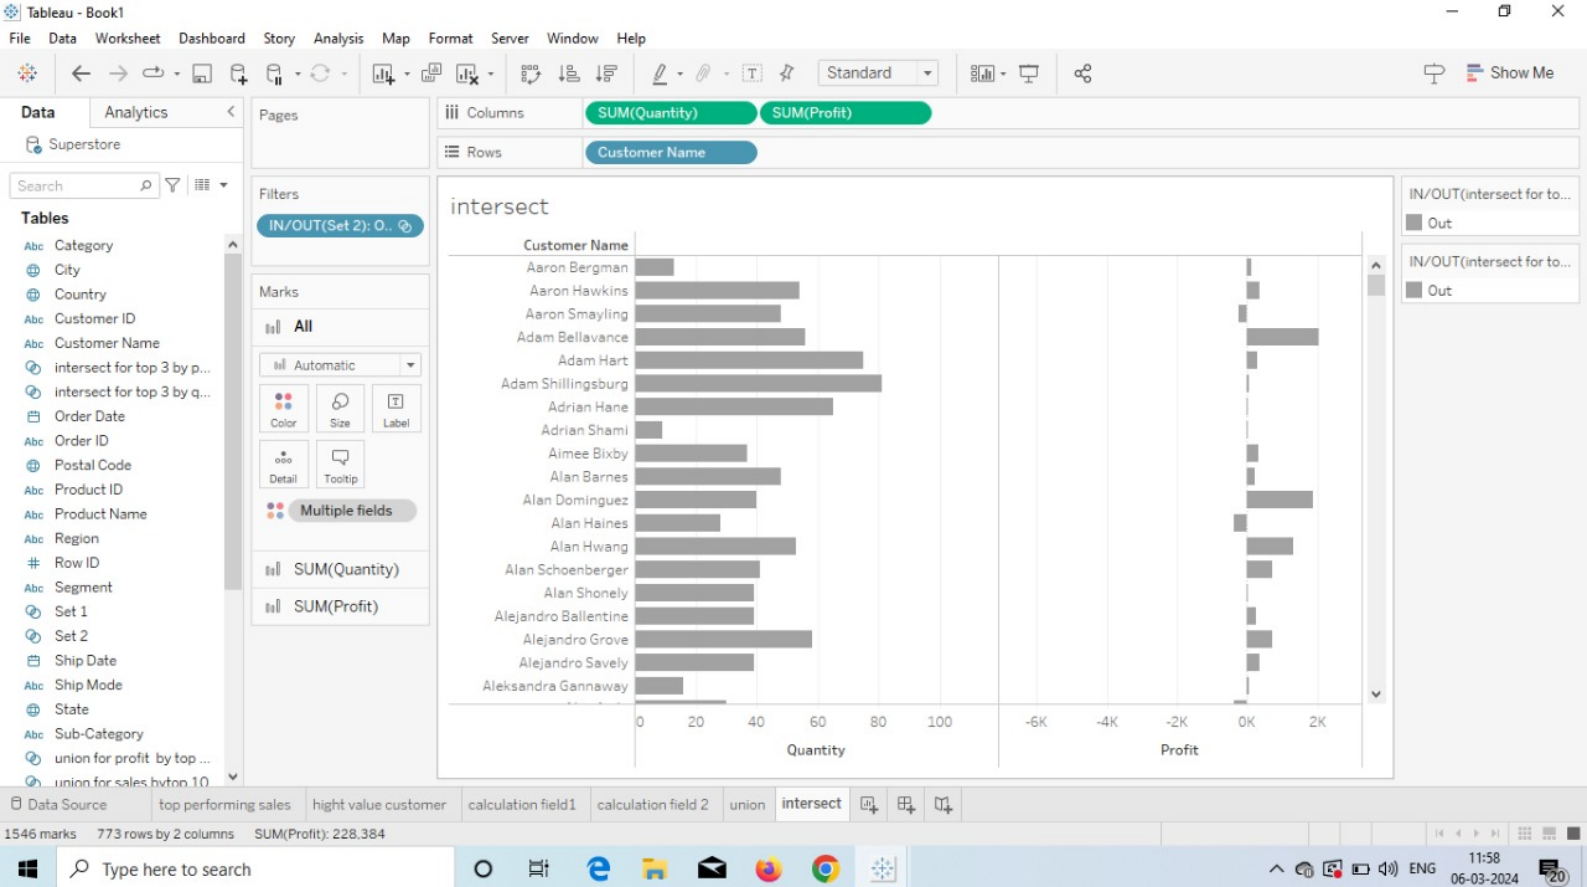 Tableau - Book1
File Data Worksheet Dashboard Story Analysis Map Format Server Window Help
Standard
Show Me
Data Analytics
Superstore
Search
Tables
Abc Category
City
Country
Abc Customer ID
Abc Customer Name
intersect for top 3 by p...
intersect for top 3 by q...
Order Date
Abc Order ID
Postal Code
Abc Product ID
Abc Product Name
Abc Region
# Row ID
Abc Segment
Set 1
Set 2
Ship Date
Abc Ship Mode
State
Abc Sub-Category
union for profit by top ...
union for sales bytop 10
Pages
Filters
IN/OUT(Set 2): O..
Marks
All
Automatic
Color Size Label
Detail Tooltip
Multiple fields
SUM(Quantity)
SUM(Profit)
Columns SUM(Quantity) SUM(Profit)
Rows Customer Name
intersect
Customer Name
Aaron Bergman
Aaron Hawkins
Aaron Smayling
Adam Bellavance
Adam Hart
Adam Shillingsburg
Adrian Hane
Adrian Shami
Aimee Bixby
Alan Barnes
Alan Dominguez
Alan Haines
Alan Hwang
Alan Schoenberger
Alan Shonely
Alejandro Ballentine
Alejandro Grove
Alejandro Savely
Aleksandra Gannaway
0 20 40 60 80 100 -6K -4K -2K 0K 2K
Quantity Profit
IN/OUT(intersect for to...
Out
IN/OUT(intersect for to...
Out
Data Source top performing sales hight value customer calculation field1 calculation field 2 union intersect
1546 marks 773 rows by 2 columns SUM(Profit): 228,384
Type here to search
ENG
11:58
06-03-2024
20